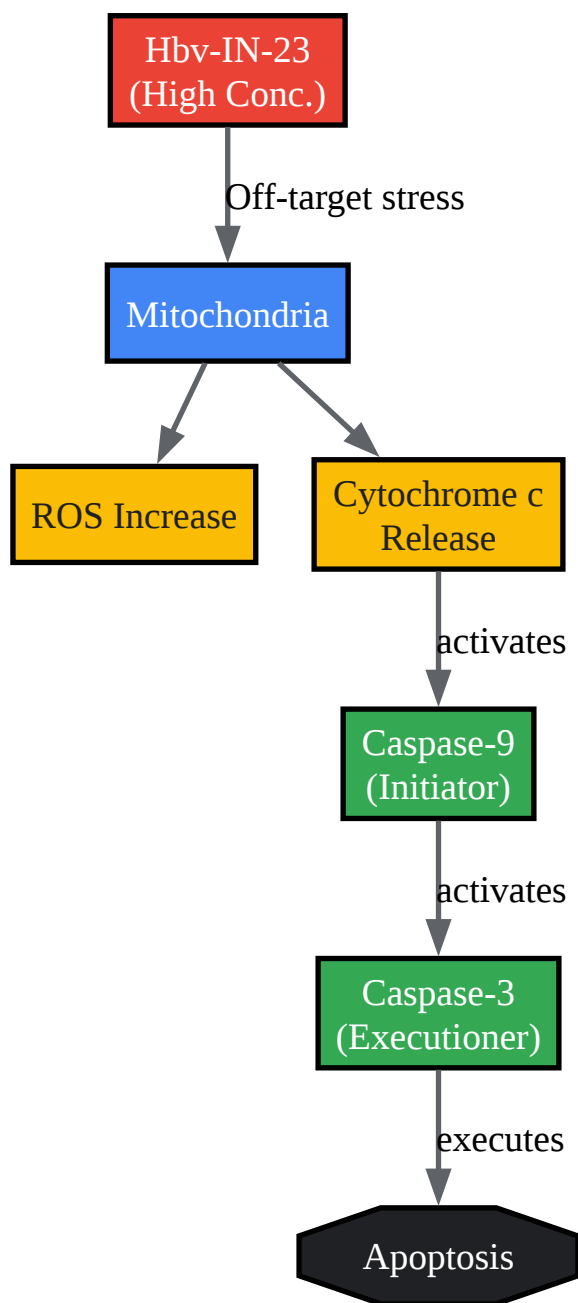 Hbv-IN-23
(High Conc.)
Off-target stress
Mitochondria
ROS Increase
Cytochrome c
Release
activates
Caspase-9
(Initiator)
activates
Caspase-3
(Executioner)
executes
Apoptosis